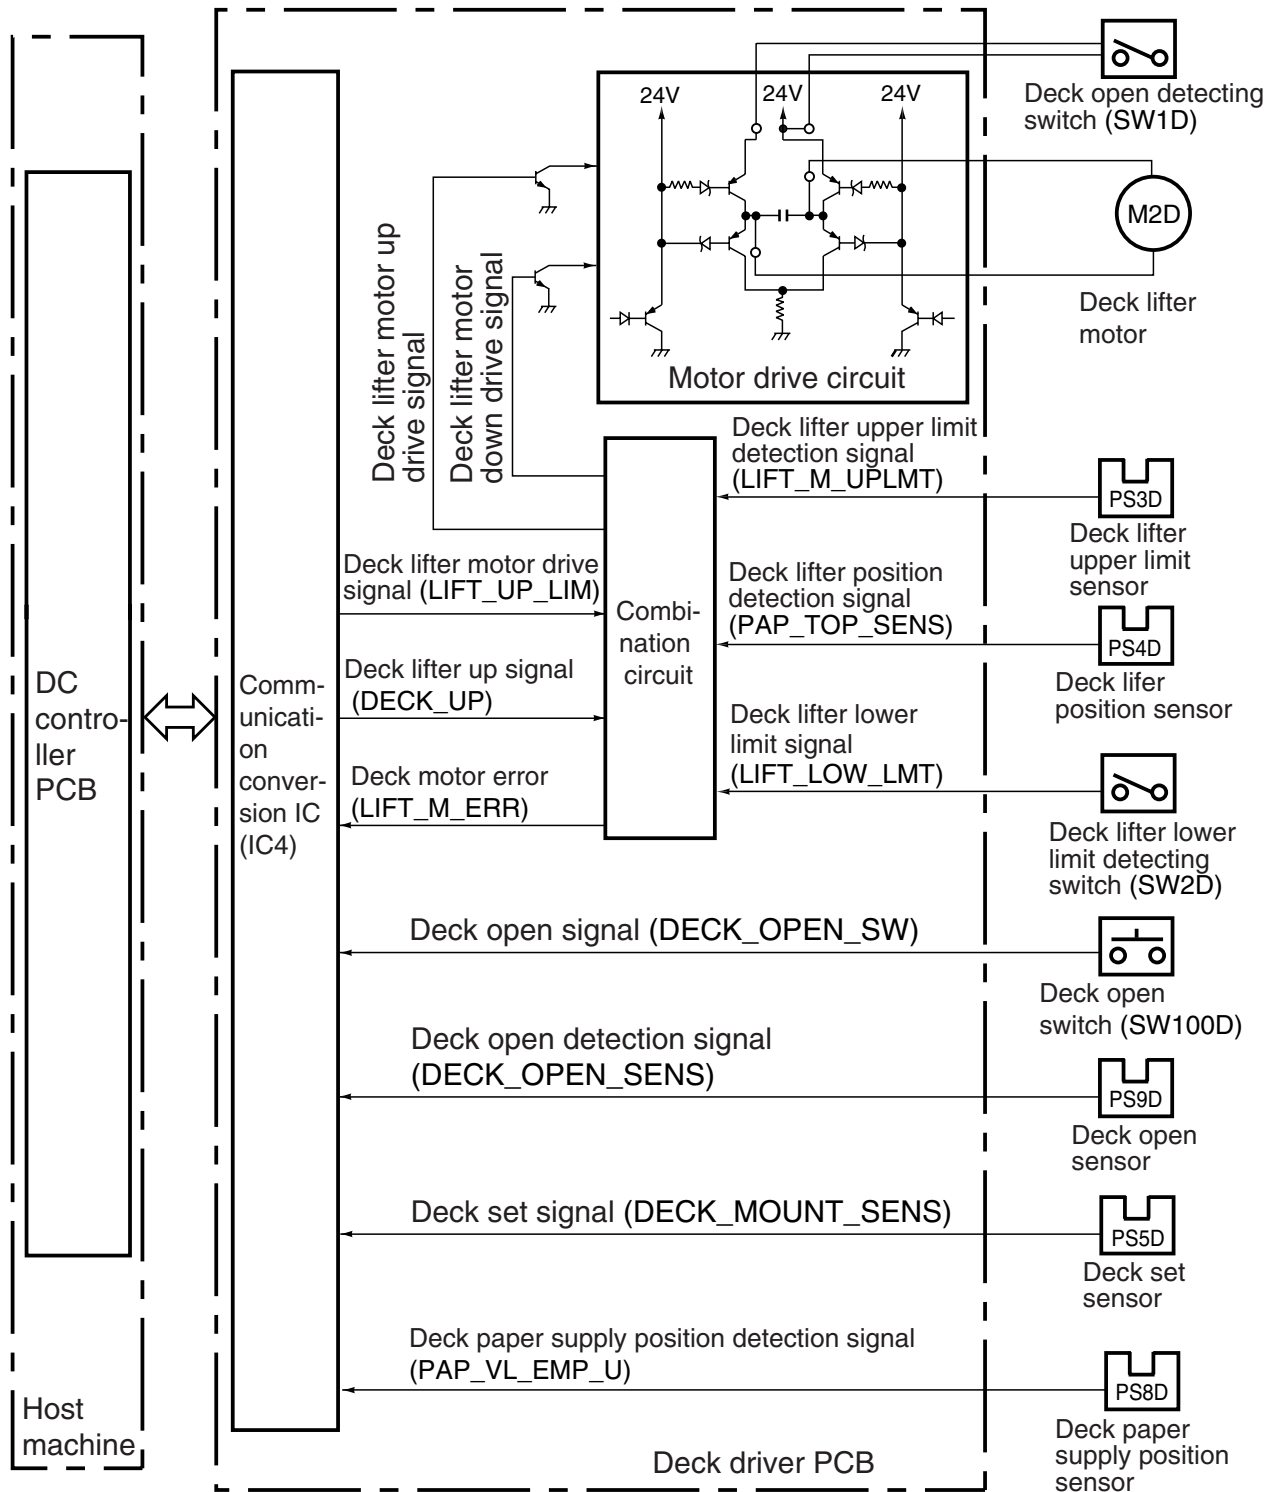 24V
24V
24V
Deck open detecting
switch (SW1D)
M2D
Deck lifter
motor
Motor drive circuit
Deck lifter motor up
drive signal
Deck lifter motor
down drive signal
Deck lifter upper limit
detection signal
(LIFT_M_UPLMT)
PS3D
Deck lifter
upper limit
sensor
Deck lifter motor drive
signal (LIFT_UP_LIM)
Deck lifter position
detection signal
(PAP_TOP_SENS)
Combi-
nation
circuit
PS4D
Deck lifer
position sensor
DC
contro-
ller
PCB
Comm-
unicati-
on
conver-
sion IC
(IC4)
Deck lifter up signal
(DECK_UP)
Deck lifter lower
limit signal
(LIFT_LOW_LMT)
Deck motor error
(LIFT_M_ERR)
Deck lifter lower
limit detecting
switch (SW2D)
Deck open signal (DECK_OPEN_SW)
Deck open
switch (SW100D)
Deck open detection signal
(DECK_OPEN_SENS)
PS9D
Deck open
sensor
Deck set signal (DECK_MOUNT_SENS)
PS5D
Deck set
sensor
Deck paper supply position detection signal
(PAP_VL_EMP_U)
PS8D
Deck paper
supply position
sensor
Host
machine
Deck driver PCB